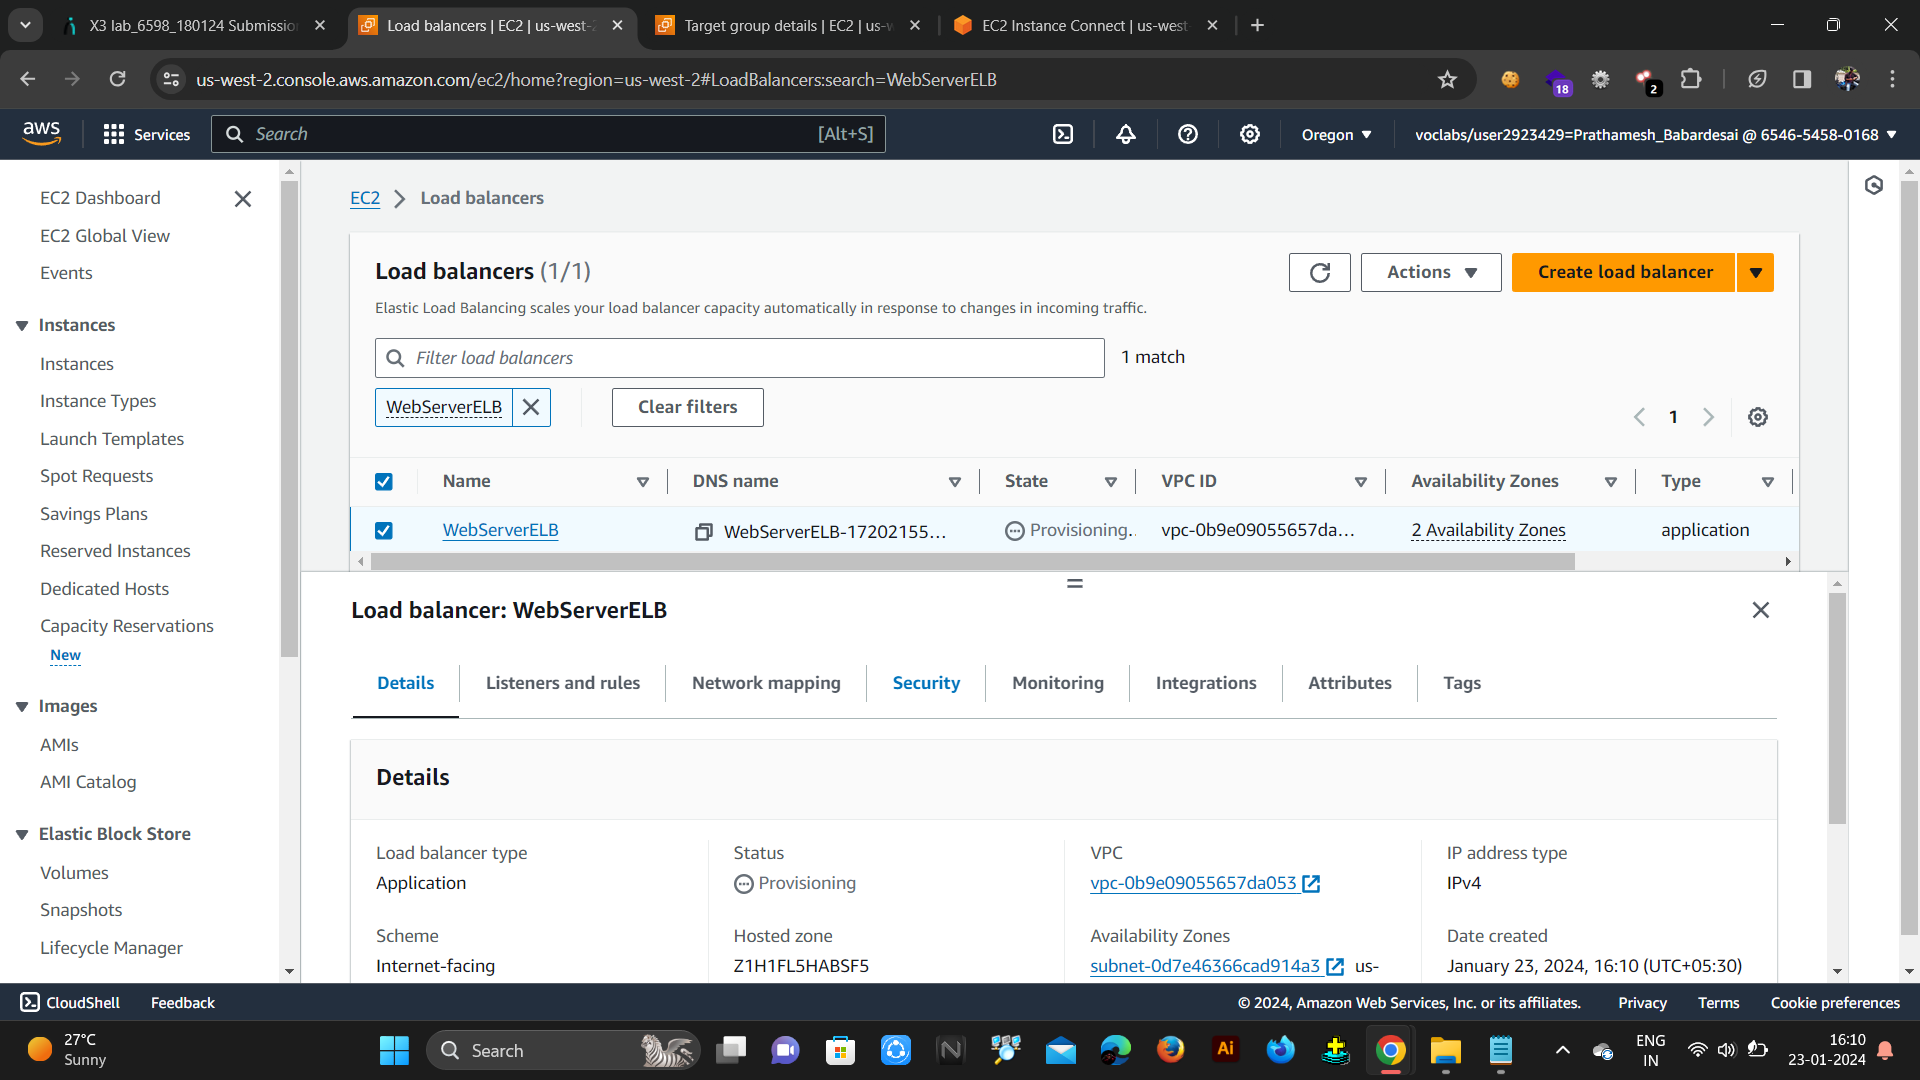 X3 lab_6598_180124 Submissio
Load balancers | EC2 | us-west-2
Target group details | EC2 | us-w
EC2 Instance Connect | us-west-
us-west-2.console.aws.amazon.com/ec2/home?region=us-west-2#LoadBalancers:search=WebServerELB
18
2
aws
Services
Search
[Alt+S]
Oregon
voclabs/user2923429=Prathamesh_Babardesai @ 6546-5458-0168
EC2 Dashboard
EC2 Global View
Events
Instances
Instances
Instance Types
Launch Templates
Spot Requests
Savings Plans
Reserved Instances
Dedicated Hosts
Capacity Reservations
New
Images
AMIs
AMI Catalog
Elastic Block Store
Volumes
Snapshots
Lifecycle Manager
EC2 > Load balancers
Load balancers (1/1)
Actions
Create load balancer
Elastic Load Balancing scales your load balancer capacity automatically in response to changes in incoming traffic.
Filter load balancers
1 match
WebServerELB
Clear filters
1
Name DNS name State VPC ID Availability Zones Type
WebServerELB WebServerELB-17202155... Provisioning.. vpc-0b9e09055657da... 2 Availability Zones application
Load balancer: WebServerELB
Details Listeners and rules Network mapping Security Monitoring Integrations Attributes Tags
Details
Load balancer type
Application
Status
Provisioning
VPC
vpc-0b9e09055657da053
IP address type
IPv4
Scheme
Internet-facing
Hosted zone
Z1H1FL5HABSF5
Availability Zones
subnet-0d7e46366cad914a3 us-
Date created
January 23, 2024, 16:10 (UTC+05:30)
CloudShell Feedback
© 2024, Amazon Web Services, Inc. or its affiliates. Privacy Terms Cookie preferences
27°C
Sunny
Search
N
Ai
ENG
IN
16:10
23-01-2024